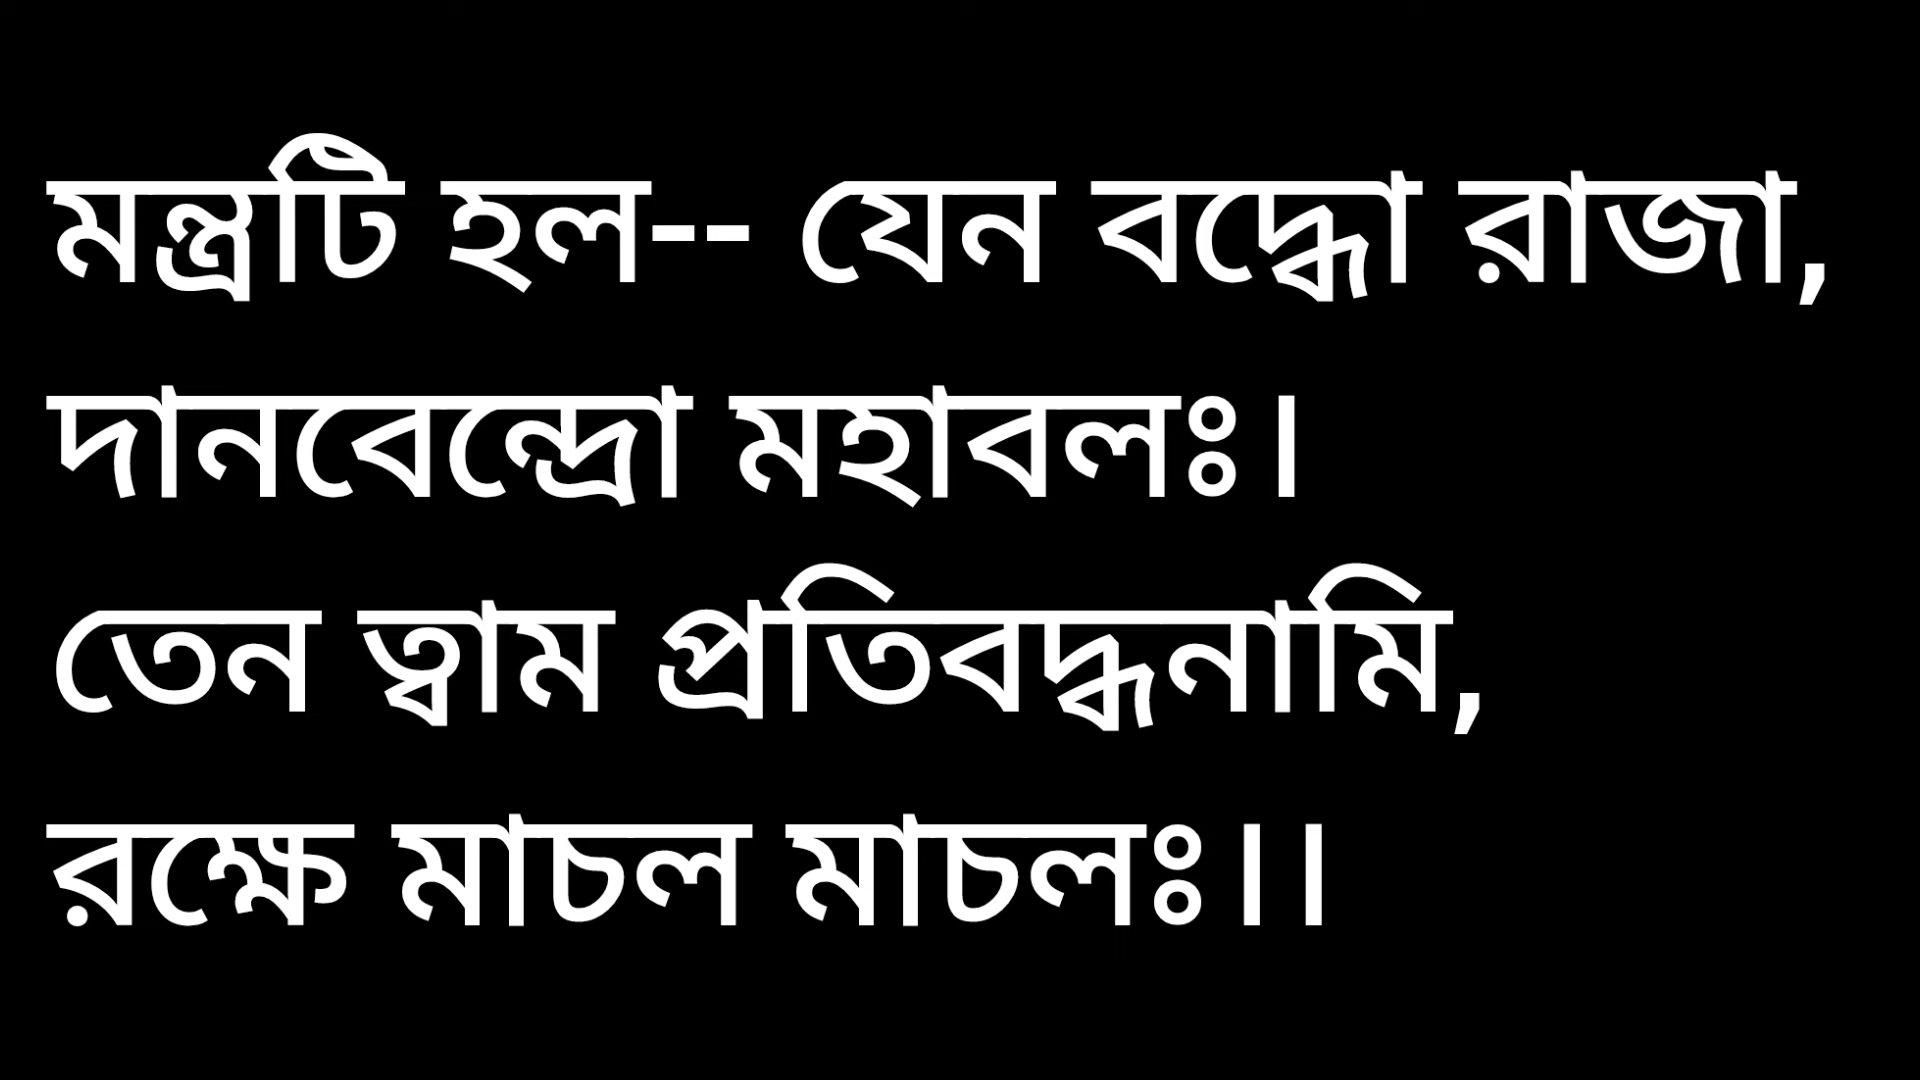 মন্ত্রটি হল-- যেন বদ্ধো রাজা,
দানবেন্দ্রো মহাবলঃ।
তেন ত্বাম প্রতিবদ্ধনামি,
রক্ষে মাচল মাচলঃ।।